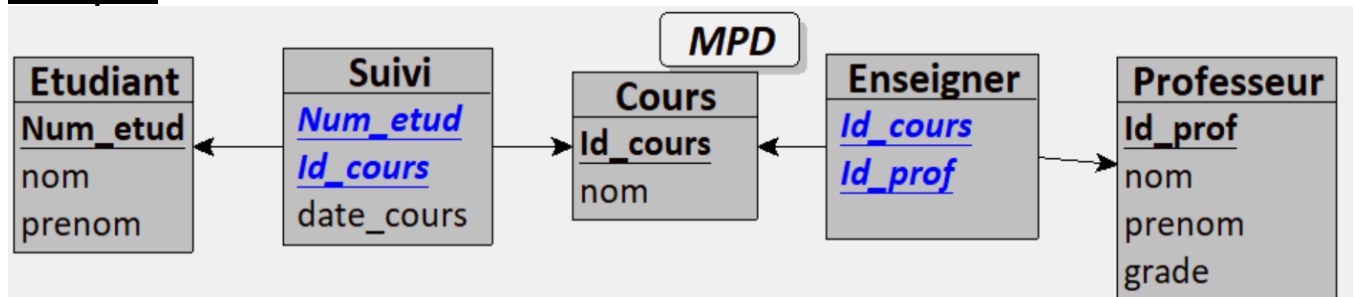 MPD
Etudiant
Num_etud
nom
prenom
Suivi
Num_etud
Id_cours
date_cours
Cours
Id_cours
nom
Enseigner
Id_cours
Id_prof
Professeur
Id_prof
nom
prenom
grade